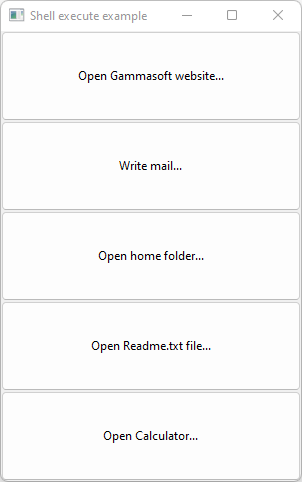 Shell execute example
Open Gammasoft website...
Write mail...
Open home folder...
Open Readme.txt file...
Open Calculator...